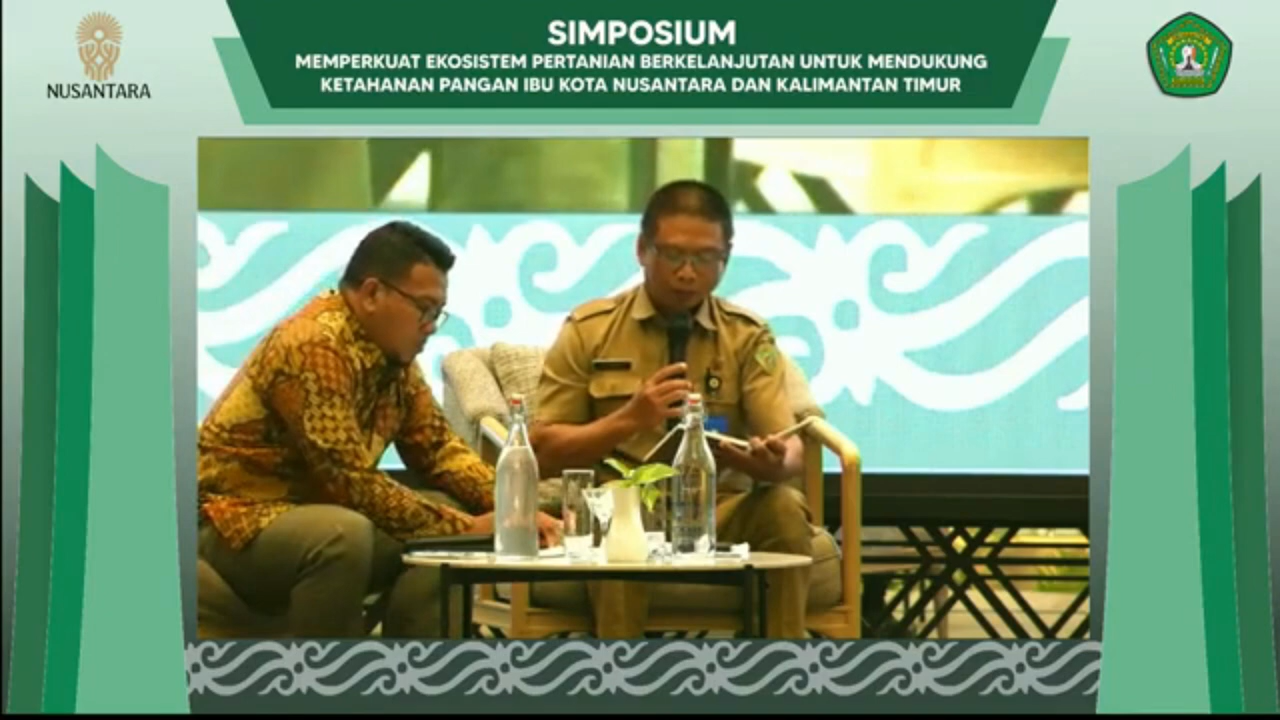 SIMPOSIUM
MEMPERKUAT EKOSISTEM PERTANIAN BERKELANJUTAN UNTUK MENDUKUNG
KETAHANAN PANGAN IBU KOTA NUSANTARA DAN KALIMANTAN TIMUR
NUSANTARA